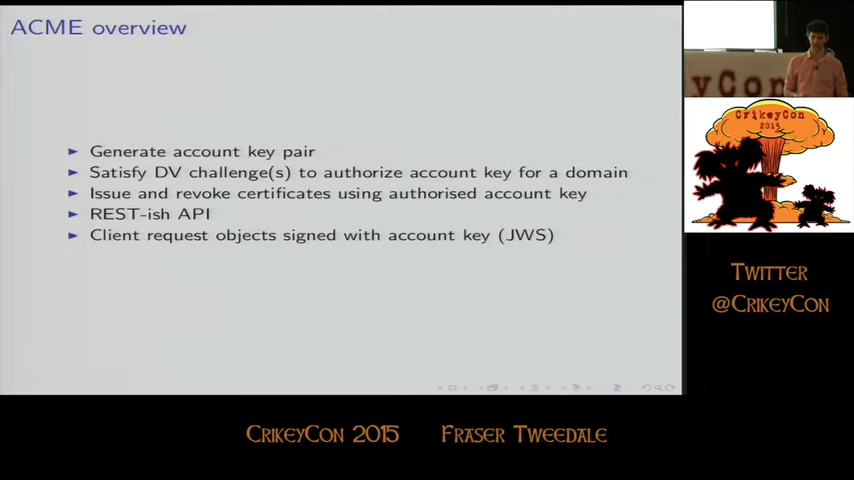 ACME overview
Generate account key pair
Satisfy DV challenge(s) to authorize account key for a domain
Issue and revoke certificates using authorised account key
REST-ish API
Client request objects signed with account key (JWS)
yCon
CrikeyCon
2015
Twitter
@CrikeyCon
CrikeyCon 2015 Fraser Tweedale